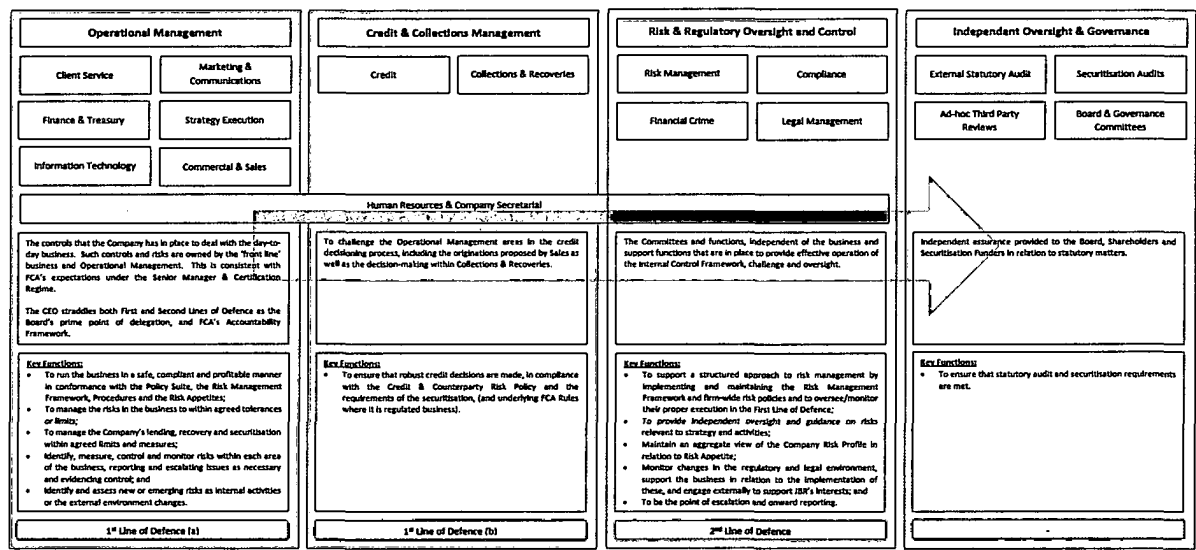 Operational Management
Client Service
Marketing &
Communications
Finance & Treasury
Strategy Execution
Information Technology
Commercial & Sales
Credit & Collections Management
Credit
Collections & Recoveries
Risk & Regulatory Oversight and Control
Risk Management
Compliance
Financial Crime
Legal Management
Independent Oversight & Governance
External Statutory Audit
Securitisation Audits
Ad-hoc Third Party
Reviews
Board & Governance
Committees
Human Resources & Company Secretarial
The controls that the Company has in place to deal with the day-to-
day business. Such controls and risks are owned by the 'front line'
business and Operational Management. This is consistent with
FCA's expectations under the Senior Manager & Certification
Regime.
The CEO straddles both First and Second Lines of Defence as the
Board's prime point of delegation, and FCA's Accountability
Framework.
To challenge the Operational Management areas in the credit
decisioning process, including the originations proposed by Sales as
well as the decision-making within Collections & Recoveries.
The Committees and functions, independent of the business and
support functions that are in place to provide effective operation of
the Internal Control Framework, challenge and oversight.
Independent assurance provided to the Board, Shareholders and
Securitisation Funders in relation to statutory matters.
Key Functions:
• To run the business in a safe, compliant and profitable manner
in conformance with the Policy Suite, the Risk Management
Framework, Procedures and the Risk Appetites;
• To manage the risks in the business to within agreed tolerances
or limits;
• To manage the Company's lending, recovery and securitisation
within agreed limits and measures;
• Identify, measure, control and monitor risks within each area
of the business, reporting and escalating issues as necessary
and evidencing control; and
• Identify and assess new or emerging risks as internal activities
or the external environment changes.
Key Functions:
• To ensure that robust credit decisions are made, in compliance
with the Credit & Counterparty Risk Policy and the
requirements of the securitisation, (and underlying FCA Rules
where it is regulated business).
Key Functions:
• To support a structured approach to risk management by
implementing and maintaining the Risk Management
Framework and firm-wide risk policies and to oversee/monitor
their proper execution in the First Line of Defence;
• To provide independent oversight and guidance on risks
relevant to strategy and activities;
• Maintain an aggregate view of the Company Risk Profile in
relation to Risk Appetite;
• Monitor changes in the regulatory and legal environment,
support the business in relation to the implementation of
these, and engage externally to support JBR's interests; and
• To be the point of escalation and onward reporting.
Key Functions:
• To ensure that statutory audit and securitisation requirements
are met.
1st Line of Defence (a)
1st Line of Defence (b)
2nd Line of Defence
-